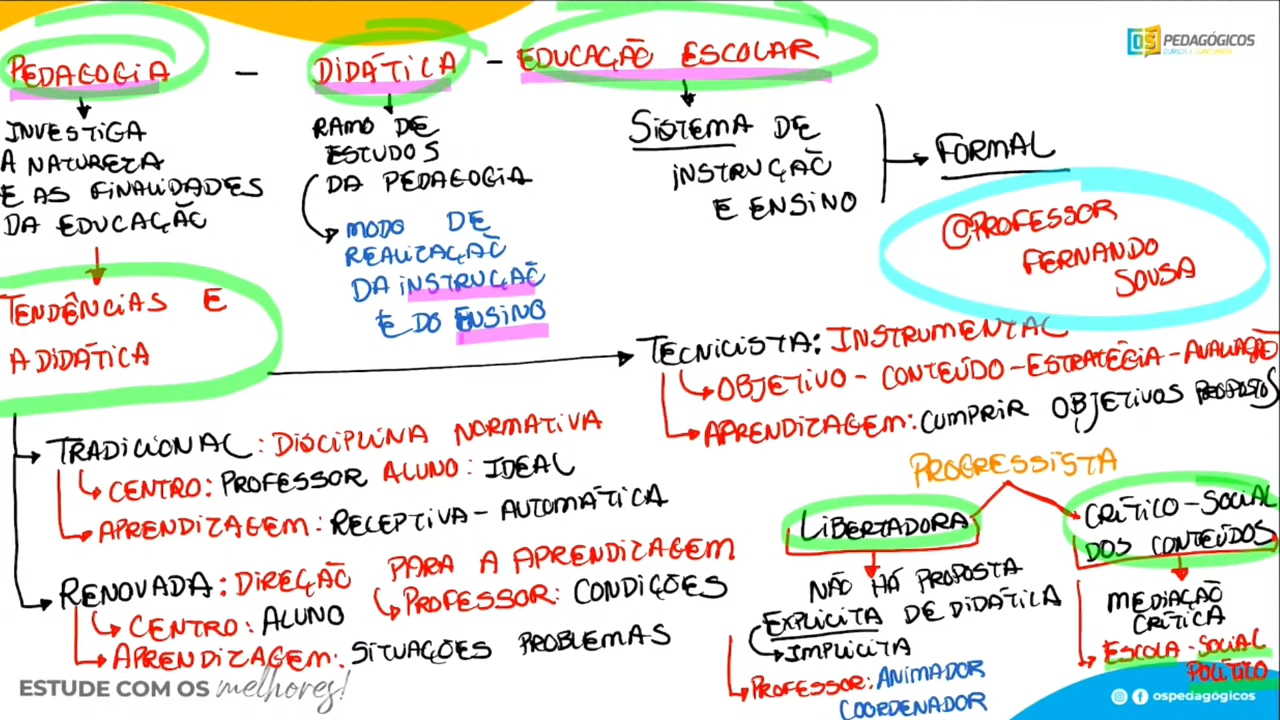 PEDAGOGIA - DIDÁTICA - EDUCAÇÃO ESCOLAR
OS PEDAGÓGICOS
CURSOS E CONCURSOS
INVESTIGA
A NATUREZA
E AS FINALIDADES
DA EDUCAÇÃO
RAMO DE
ESTUDOS
DA PEDAGOGIA
MODO DE
REALIZAÇÃO
DA INSTRUÇÃO
E DO ENSINO
SISTEMA DE
INSTRUÇÃO
E ENSINO
FORMAL
@PROFESSOR
FERNANDO
SOUSA
TENDÊNCIAS E
A DIDÁTICA
TECNICISTA: INSTRUMENTAL
OBJETIVO - CONTEÚDO - ESTRATÉGIA - AVALIAÇÃO
APRENDIZAGEM: CUMPRIR OBJETIVOS PROPOSTOS
TRADICIONAL: DISCIPLINA NORMATIVA
CENTRO: PROFESSOR ALUNO: IDEAL
APRENDIZAGEM: RECEPTIVA - AUTOMÁTICA
RENOVADA: DIREÇÃO PARA A APRENDIZAGEM
PROFESSOR: CONDIÇÕES
CENTRO: ALUNO
APRENDIZAGEM: SITUAÇÕES PROBLEMAS
PROGRESSISTA
LIBERTADORA
NÃO HÁ PROPOSTA
EXPLÍCITA DE DIDÁTICA
IMPLÍCITA
PROFESSOR: ANIMADOR
COORDENADOR
CRÍTICO-SOCIAL
DOS CONTEÚDOS
MEDIAÇÃO
CRÍTICA
ESCOLA - SOCIAL
POLÍTICO
ESTUDE COM OS melhores!
ospedagógicos